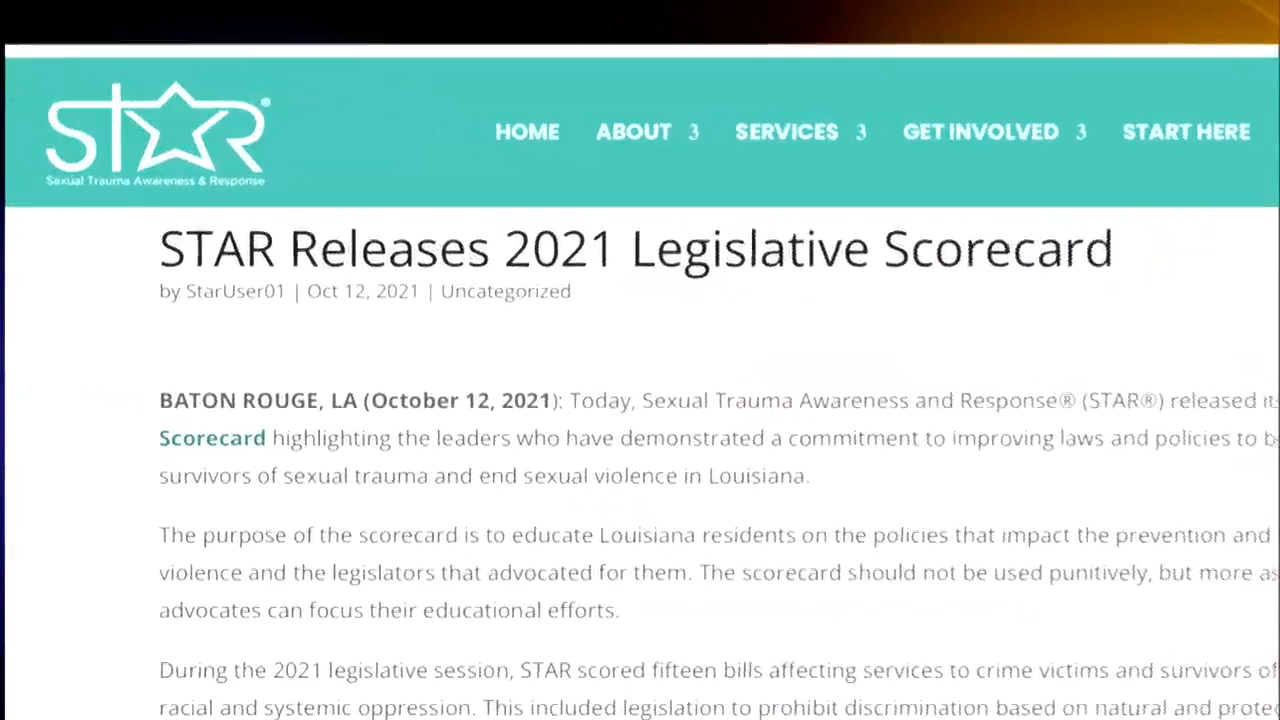 STAR®
Sexual Trauma Awareness & Response
HOME ABOUT 3 SERVICES 3 GET INVOLVED 3 START HERE
STAR Releases 2021 Legislative Scorecard
by StarUser01 | Oct 12, 2021 | Uncategorized
BATON ROUGE, LA (October 12, 2021): Today, Sexual Trauma Awareness and Response® (STAR®) released
Scorecard highlighting the leaders who have demonstrated a commitment to improving laws and policies to
survivors of sexual trauma and end sexual violence in Louisiana.
The purpose of the scorecard is to educate Louisiana residents on the policies that impact the prevention and
violence and the legislators that advocated for them. The scorecard should not be used punitively, but more as
advocates can focus their educational efforts.
During the 2021 legislative session, STAR scored fifteen bills affecting services to crime victims and survivors of
racial and systemic oppression. This included legislation to prohibit discrimination based on natural and